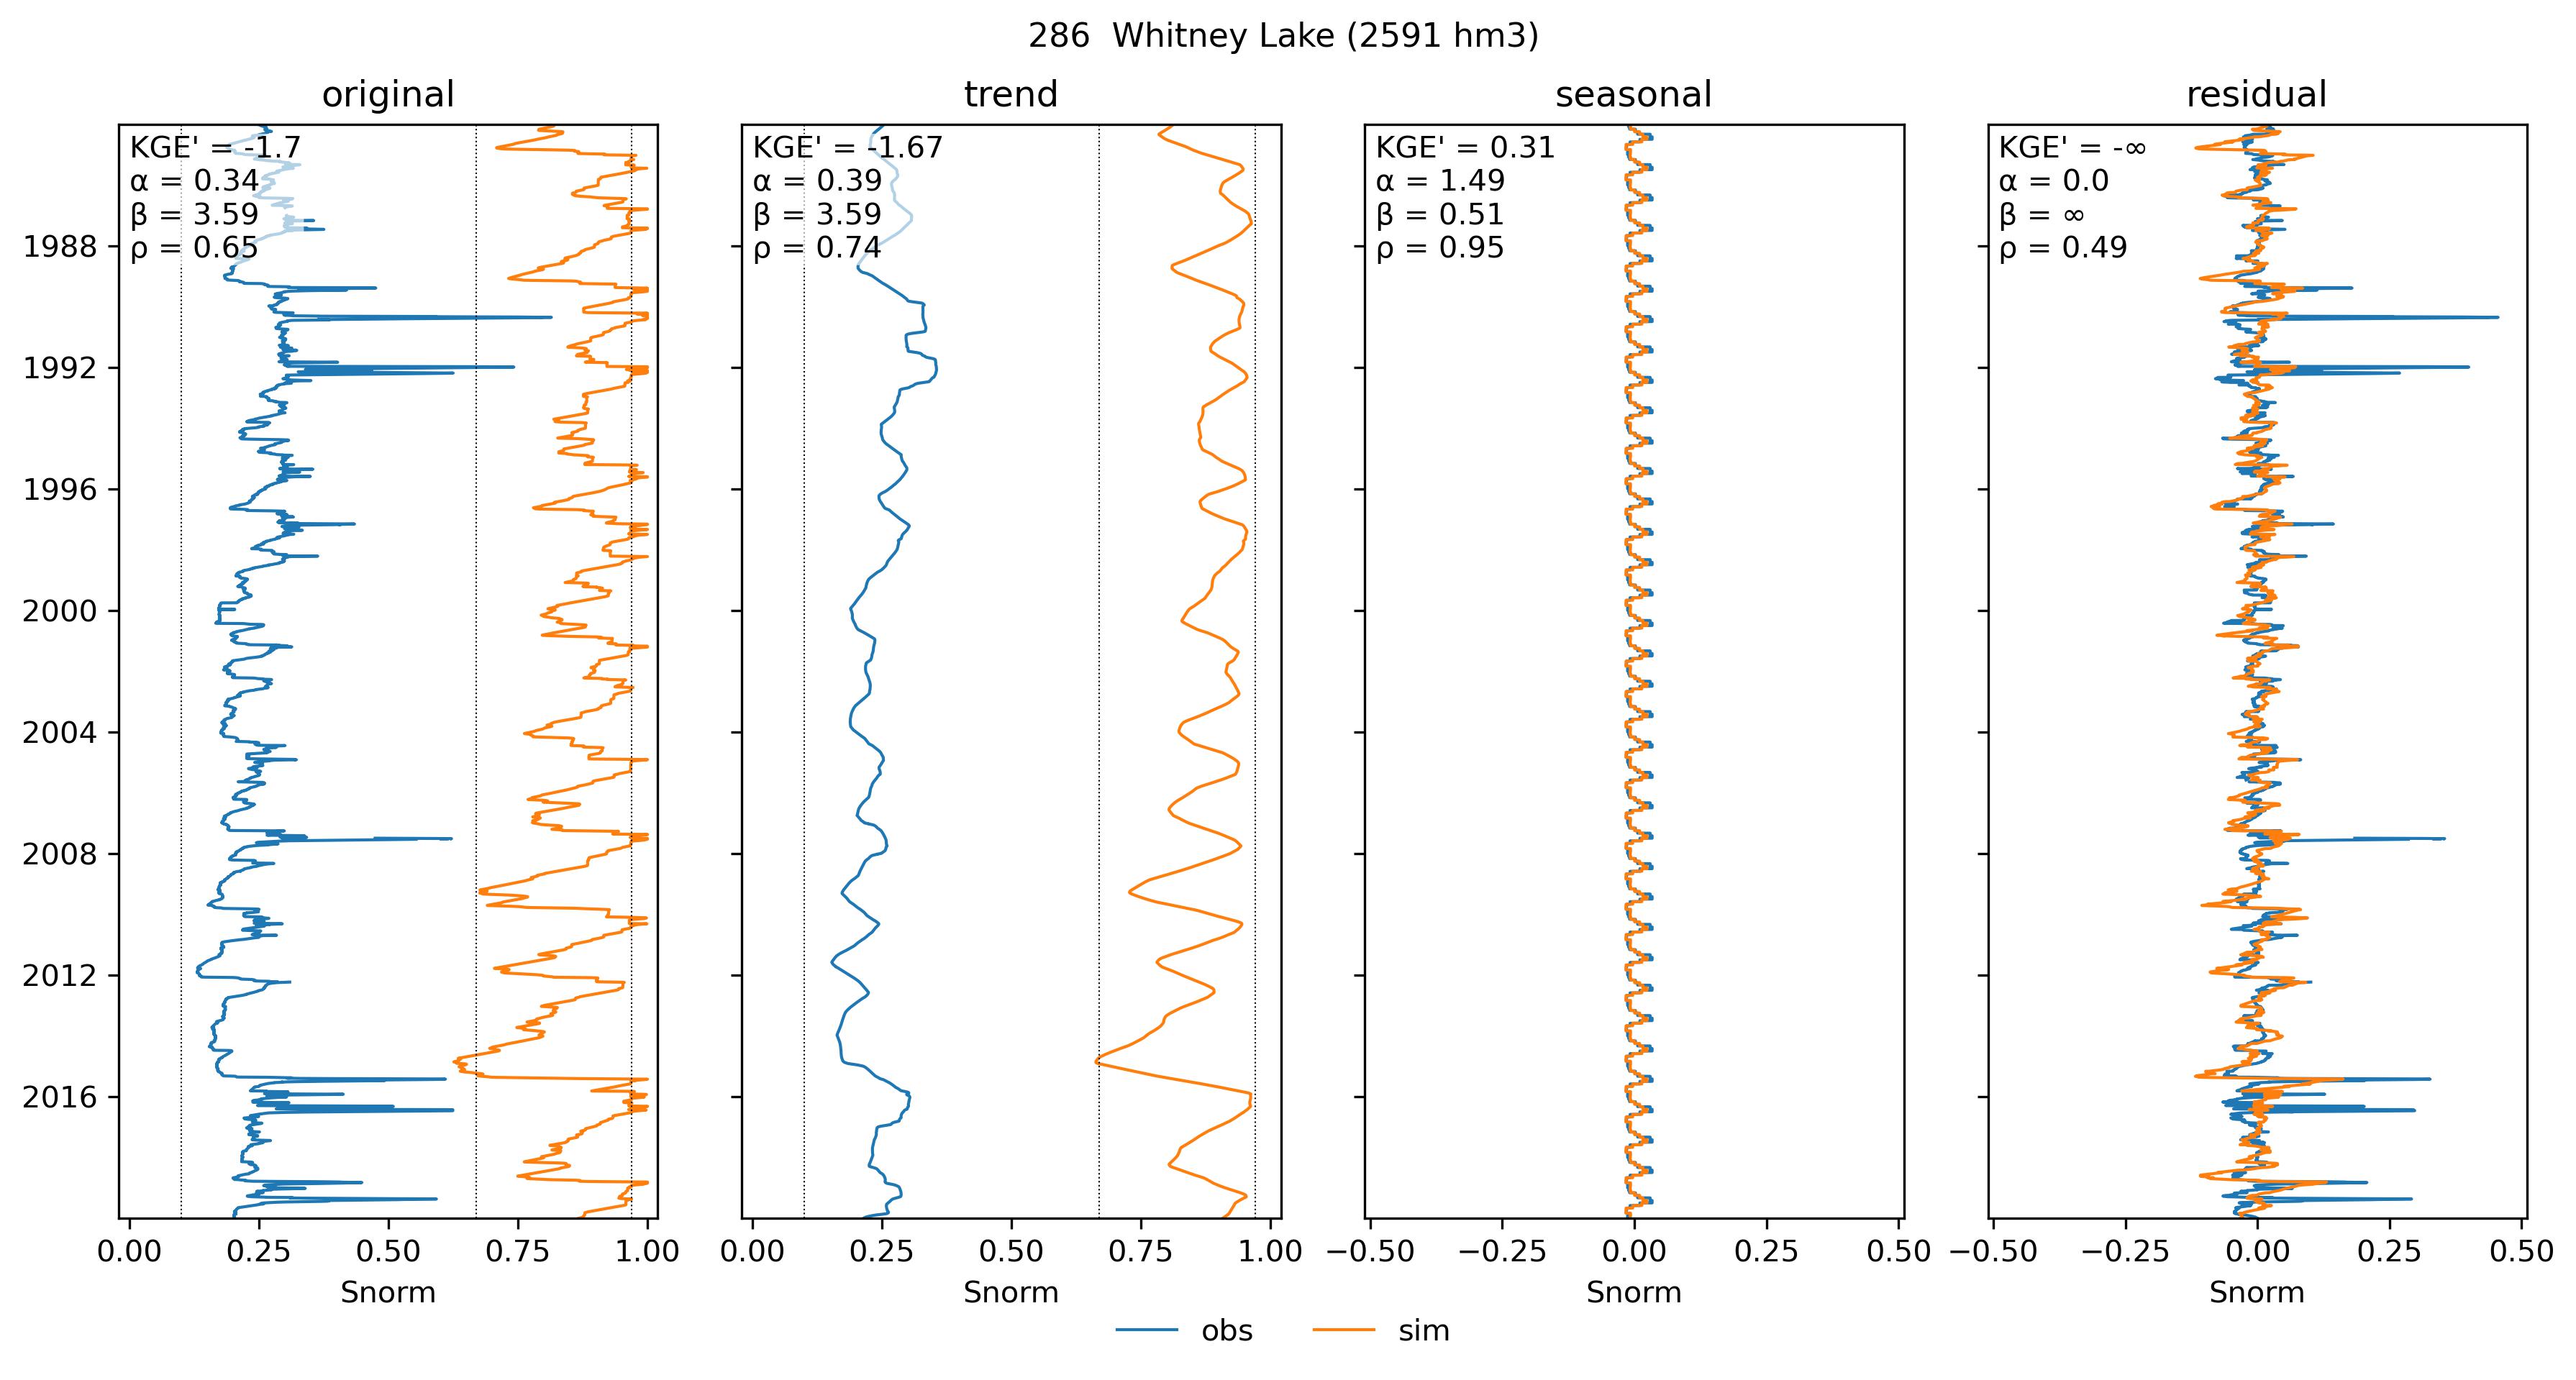 286  Whitney Lake (2591 hm3)
original
trend
seasonal
residual
KGE' = -1.7
α = 0.34
β = 3.59
ρ = 0.65
KGE' = -1.67
α = 0.39
β = 3.59
ρ = 0.74
KGE' = 0.31
α = 1.49
β = 0.51
ρ = 0.95
KGE' = -∞
α = 0.0
β = ∞
ρ = 0.49
1988
1992
1996
2000
2004
2008
2012
2016
0.00 0.25 0.50 0.75 1.00
0.00 0.25 0.50 0.75 1.00
−0.50 −0.25 0.00 0.25 0.50
−0.50 −0.25 0.00 0.25 0.50
Snorm
Snorm
Snorm
Snorm
obs
sim